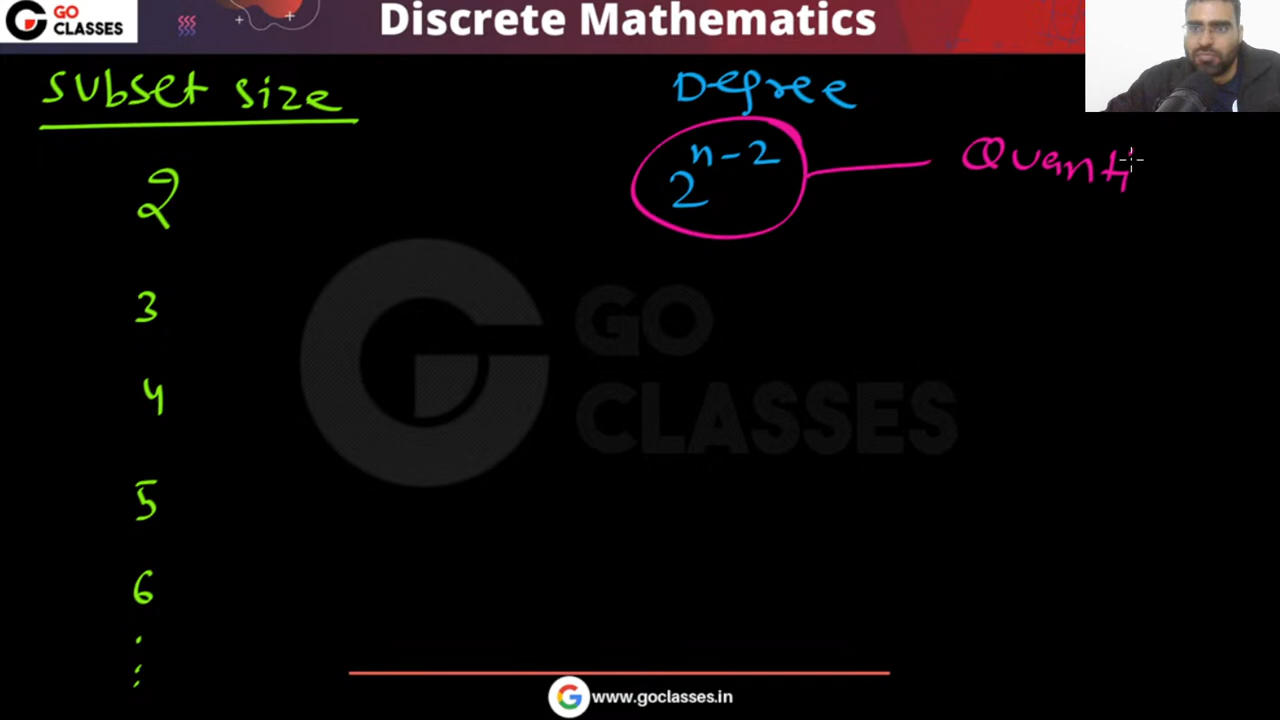 GO
CLASSES
Discrete Mathematics
subset size
Degree
2
2^{n-2}
Quanti
3
4
5
6
GO
CLASSES
www.goclasses.in